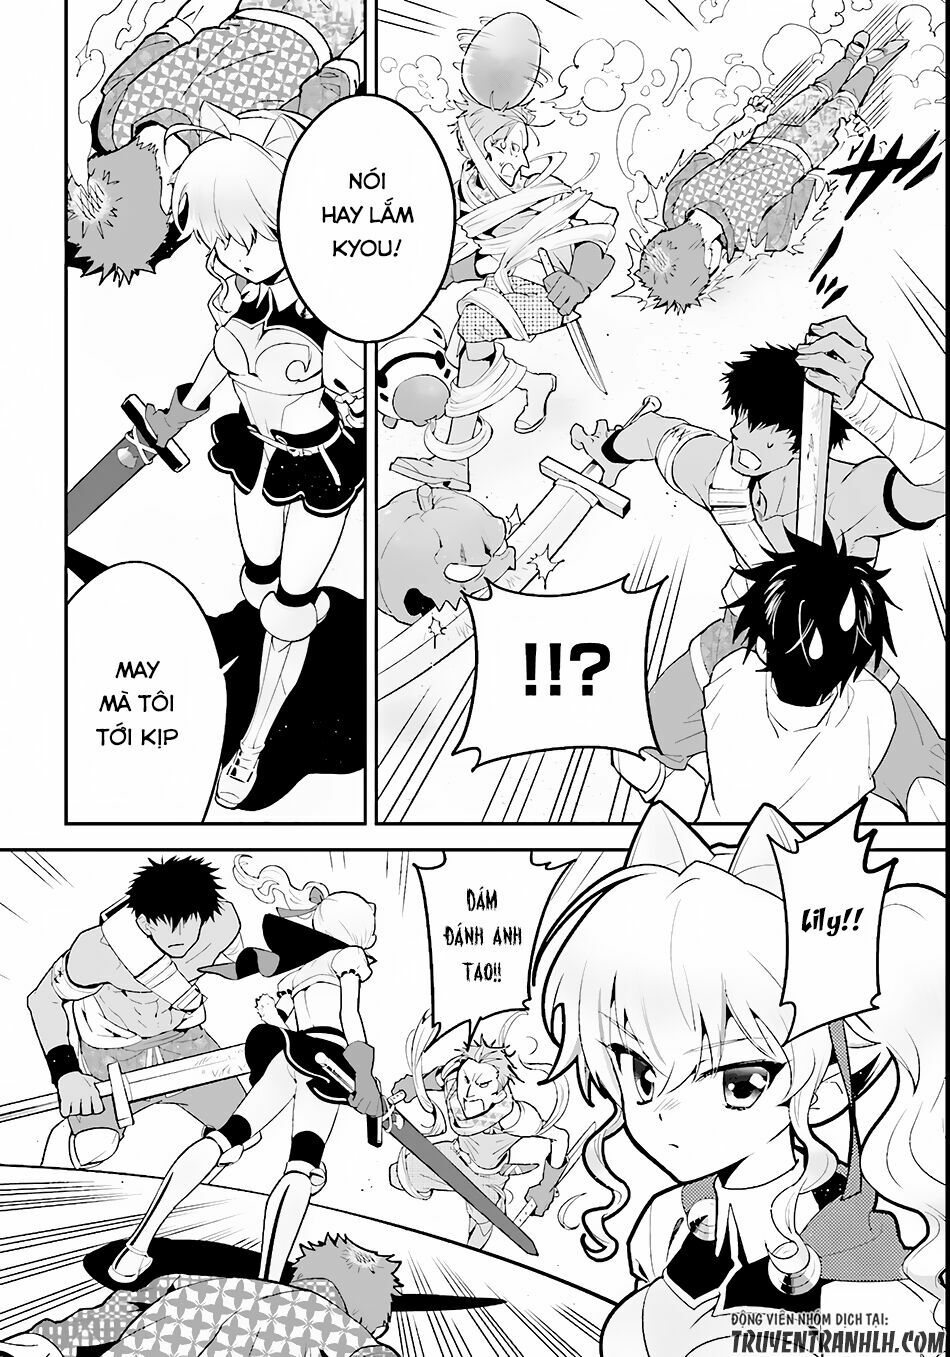 !!!?
NÓI
HAY LẮM
KYOU!
MAY
MÀ TÔI
TỚI KỊP
Lily!!
DÁM
ĐÁNH ANH
TAO!!
ĐỘNG VIÊN NHÓM DỊCH TẠI:
TRUYENTRANHLH.COM